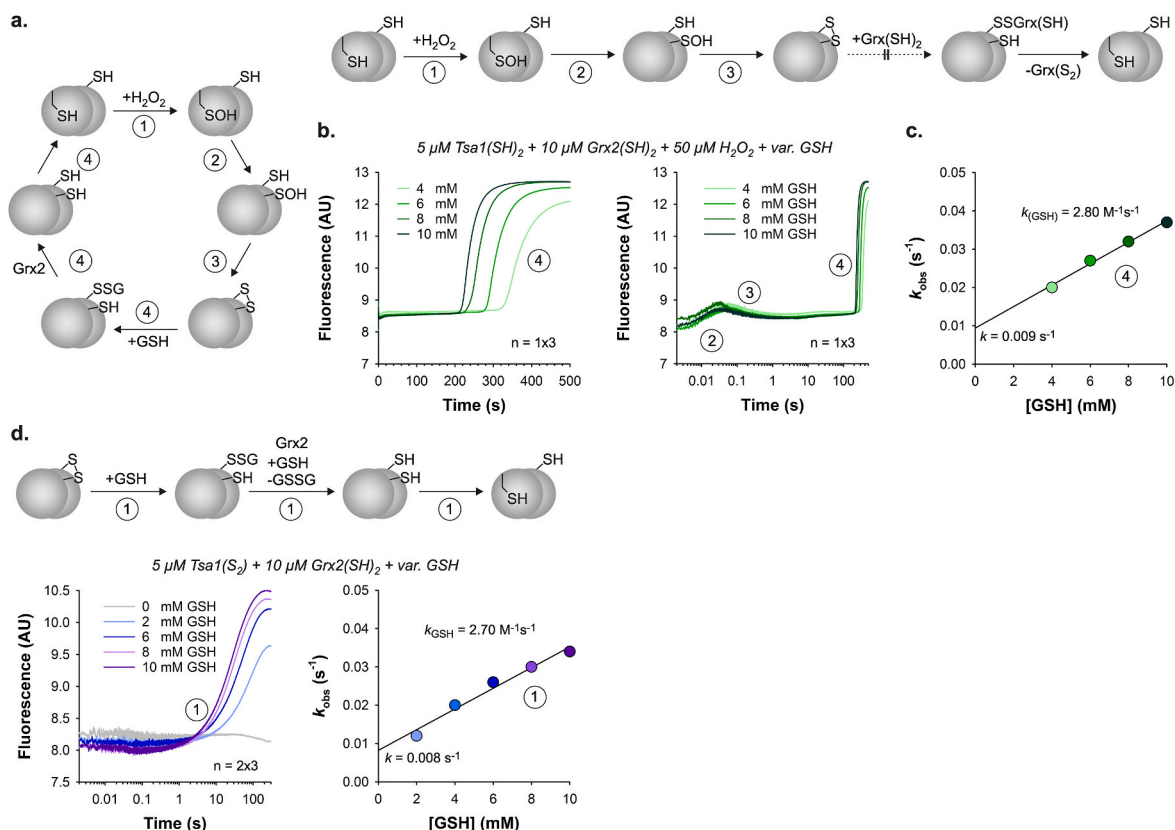 a.
SH
SH
+H2O2
①
SH
SOH
②
SH
SOH
③
S
S
+GSH
④
SSG
SH
Grx2
④
SH
SH
④
SH
SH
+H2O2
①
SH
SOH
②
SH
SOH
③
S
S
+Grx(SH)2
SSGrx(SH)
SH
-Grx(S2)
SH
SH
b.
5 µM Tsa1(SH)2 + 10 µM Grx2(SH)2 + 50 µM H2O2 + var. GSH
Fluorescence (AU)
13
12
11
10
9
8
7
4 mM
6 mM
8 mM
10 mM
④
n = 1x3
0 100 200 300 400 500
Time (s)
Fluorescence (AU)
13
12
11
10
9
8
7
4 mM GSH
6 mM GSH
8 mM GSH
10 mM GSH
④
③
②
n = 1x3
0.01 0.1 1 10 100
Time (s)
c.
kobs (s-1)
0.05
0.04
0.03
0.02
0.01
0.00
k(GSH) = 2.80 M-1s-1
④
k = 0.009 s-1
0 2 4 6 8 10
[GSH] (mM)
d.
S
S
+GSH
①
SSG
SH
Grx2
+GSH
-GSSG
①
SH
SH
①
SH
SH
5 µM Tsa1(S2) + 10 µM Grx2(SH)2 + var. GSH
Fluorescence (AU)
10.5
10.0
9.5
9.0
8.5
8.0
7.5
0 mM GSH
2 mM GSH
6 mM GSH
8 mM GSH
10 mM GSH
①
n = 2x3
0.01 0.1 1 10 100
Time (s)
kobs (s-1)
0.05
0.04
0.03
0.02
0.01
0.00
kGSH = 2.70 M-1s-1
①
k = 0.008 s-1
0 2 4 6 8 10
[GSH] (mM)